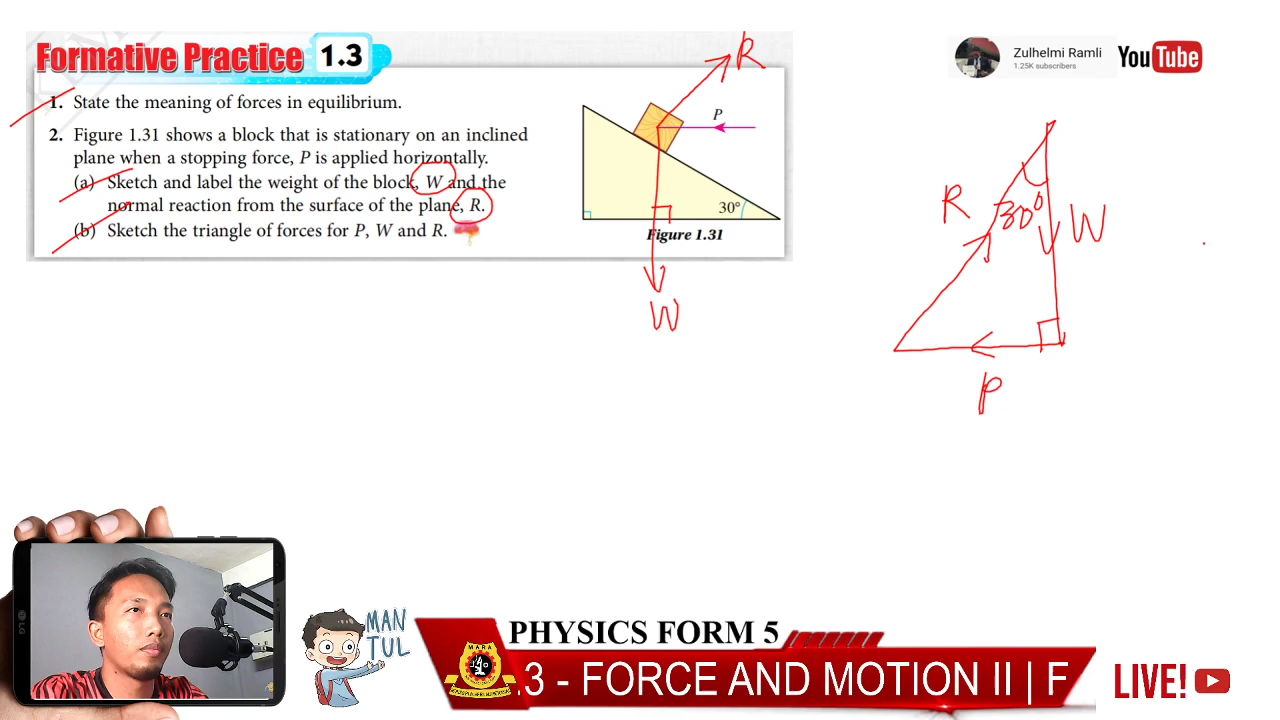 Formative Practice 1.3
1. State the meaning of forces in equilibrium.
2. Figure 1.31 shows a block that is stationary on an inclined
plane when a stopping force, P is applied horizontally.
(a) Sketch and label the weight of the block, W and the
normal reaction from the surface of the plane, R.
(b) Sketch the triangle of forces for P, W and R.
R
P
30°
Figure 1.31
W
Zulhelmi Ramli
1.25K subscribers
YouTube
R
30°
W
P
LG
MAN
TUL
PHYSICS FORM 5
MARA
.3 - FORCE AND MOTION II | F
LIVE!